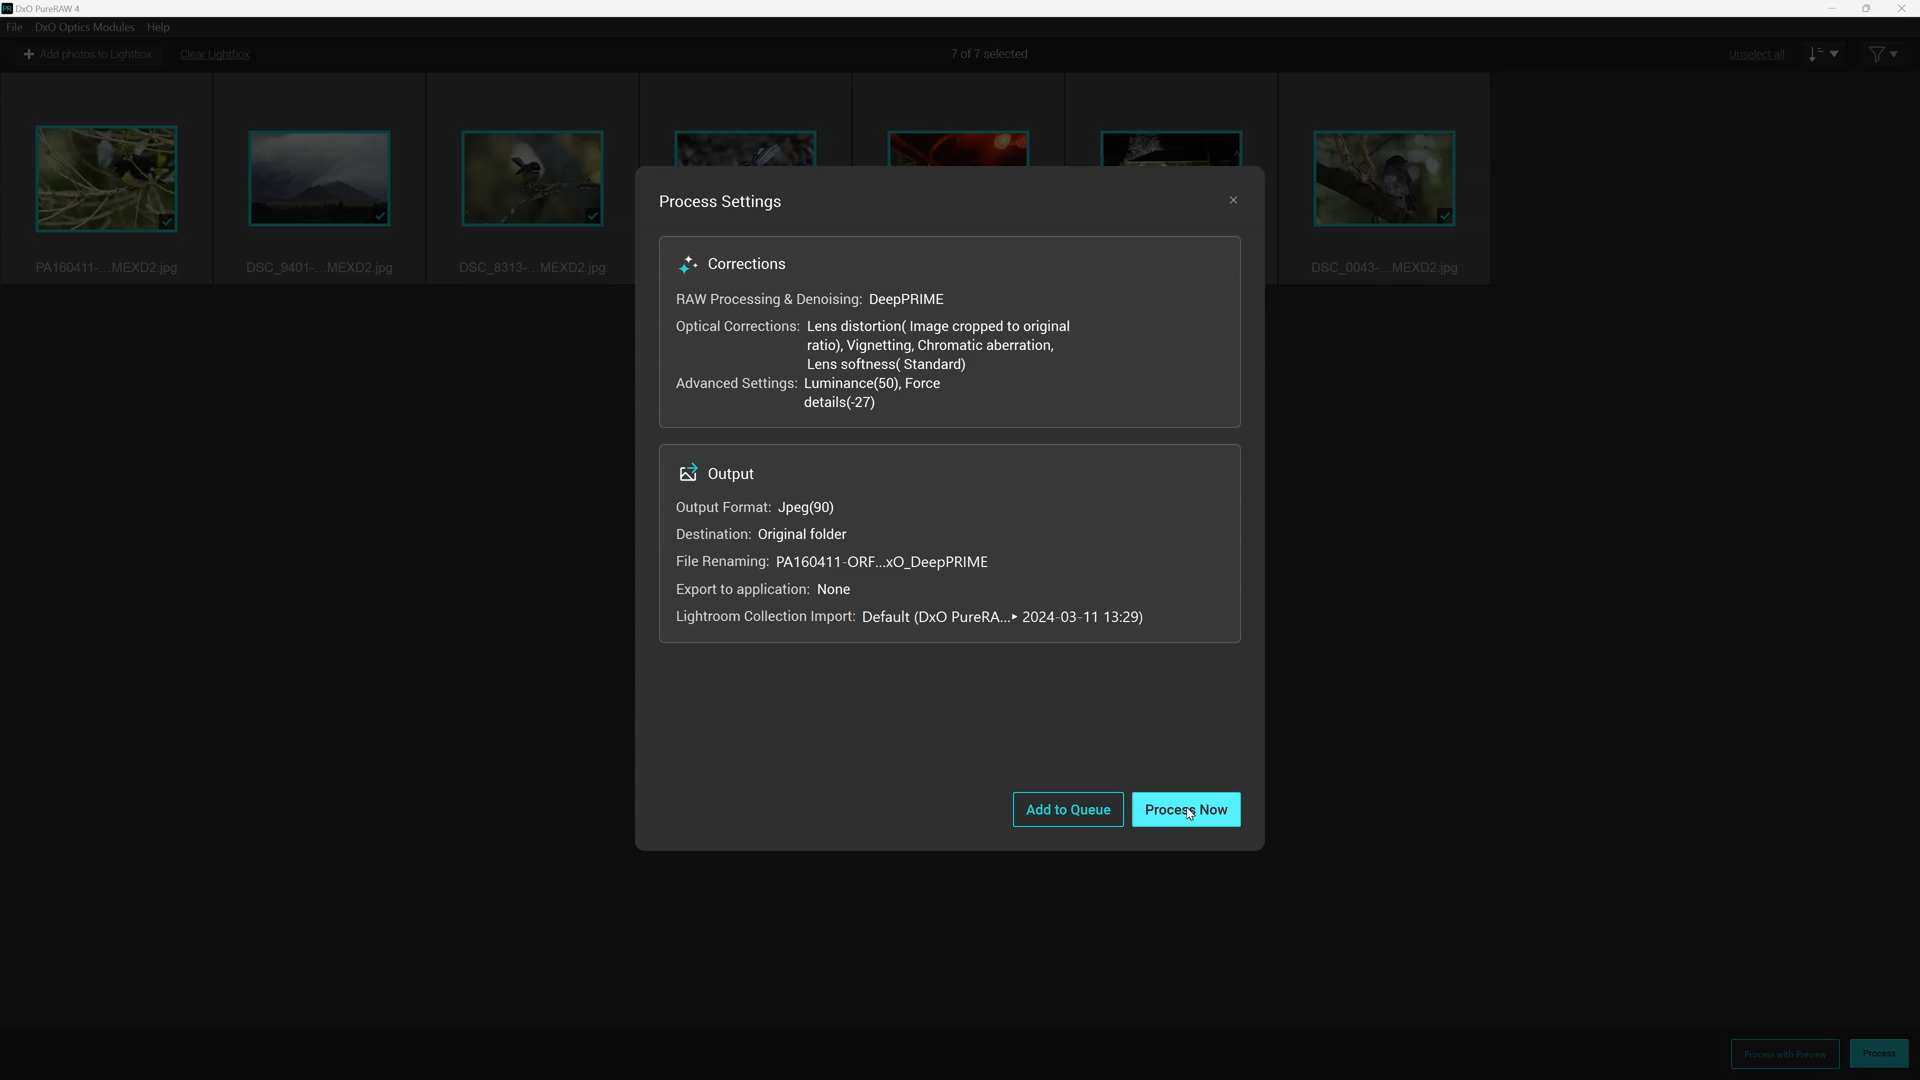 PR DxO PureRAW 4
File DxO Optics Modules Help
Add photos to Lightbox Clear Lightbox 7 of 7 selected Unselect all
PA160411-...MEXD2.jpg DSC_9401-...MEXD2.jpg DSC_8313-...MEXD2.jpg DSC_0043-...MEXD2.jpg
Process Settings
Corrections
RAW Processing & Denoising: DeepPRIME
Optical Corrections: Lens distortion( Image cropped to original
ratio), Vignetting, Chromatic aberration,
Lens softness( Standard)
Advanced Settings: Luminance(50), Force
details(-27)
Output
Output Format: Jpeg(90)
Destination: Original folder
File Renaming: PA160411-ORF...xO_DeepPRIME
Export to application: None
Lightroom Collection Import: Default (DxO PureRA...▸ 2024-03-11 13:29)
Add to Queue Process Now
Process with Preview Process